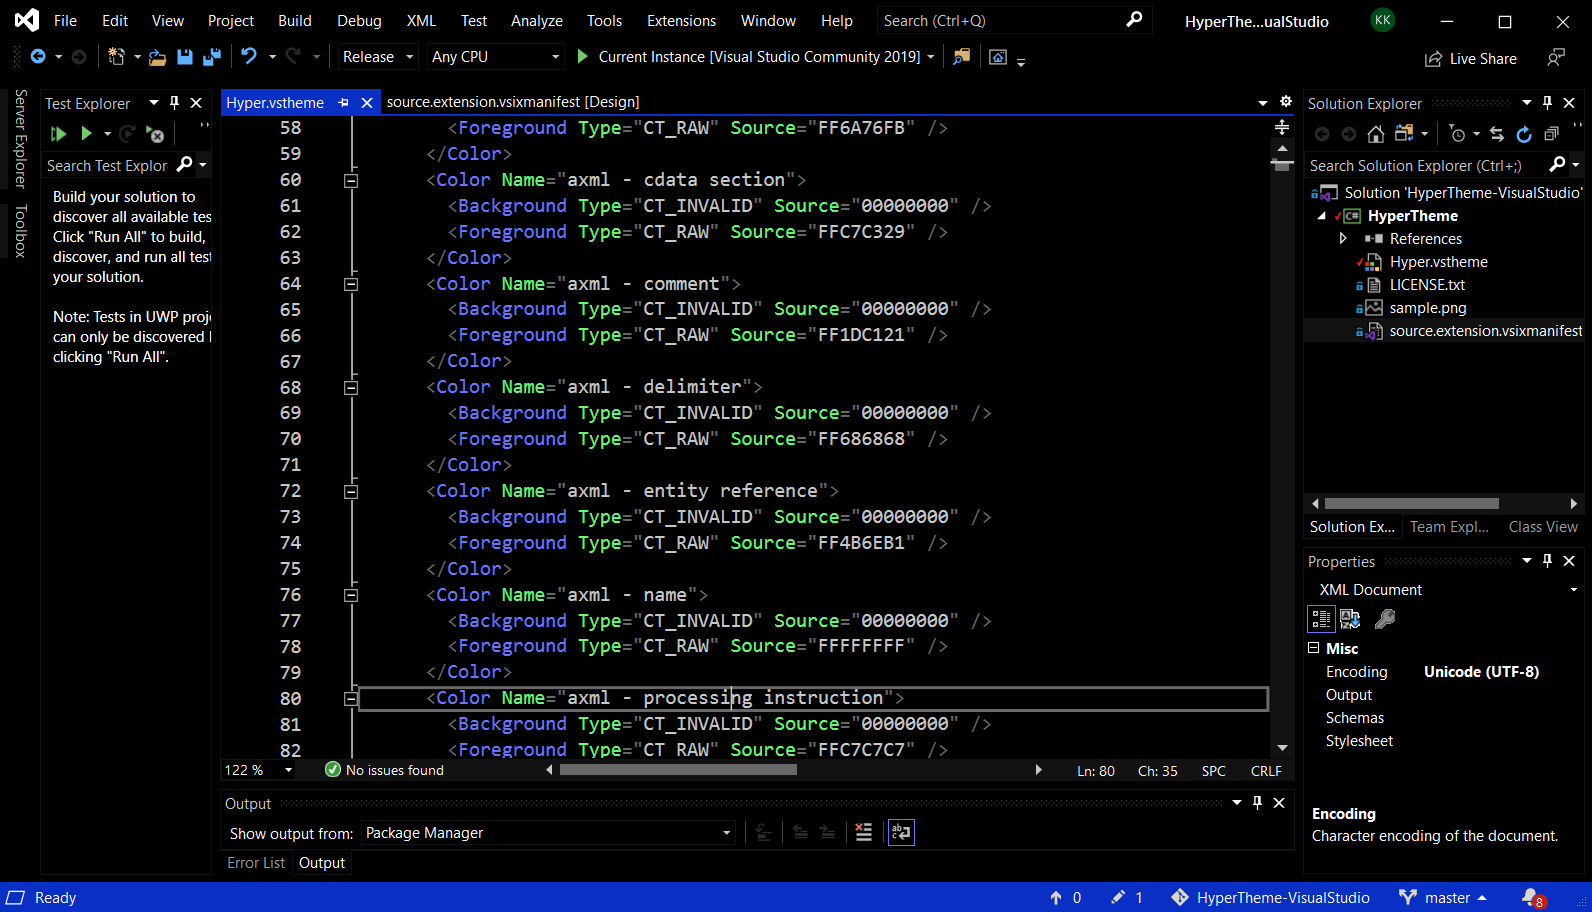 File Edit View Project Build Debug XML Test Analyze Tools Extensions Window Help Search (Ctrl+Q) HyperThe...ualStudio KK
Release Any CPU Current Instance [Visual Studio Community 2019] Live Share
Server Explorer
Toolbox
Test Explorer
Search Test Explor
Build your solution to
discover all available tes
Click "Run All" to build,
discover, and run all test
your solution.
Note: Tests in UWP proje
can only be discovered
clicking "Run All".
Hyper.vstheme source.extension.vsixmanifest [Design]
58 <Foreground Type="CT_RAW" Source="FF6A76FB" />
59 </Color>
60 <Color Name="axml - cdata section">
61 <Background Type="CT_INVALID" Source="00000000" />
62 <Foreground Type="CT_RAW" Source="FFC7C329" />
63 </Color>
64 <Color Name="axml - comment">
65 <Background Type="CT_INVALID" Source="00000000" />
66 <Foreground Type="CT_RAW" Source="FF1DC121" />
67 </Color>
68 <Color Name="axml - delimiter">
69 <Background Type="CT_INVALID" Source="00000000" />
70 <Foreground Type="CT_RAW" Source="FF686868" />
71 </Color>
72 <Color Name="axml - entity reference">
73 <Background Type="CT_INVALID" Source="00000000" />
74 <Foreground Type="CT_RAW" Source="FF4B6EB1" />
75 </Color>
76 <Color Name="axml - name">
77 <Background Type="CT_INVALID" Source="00000000" />
78 <Foreground Type="CT_RAW" Source="FFFFFFFF" />
79 </Color>
80 <Color Name="axml - processing instruction">
81 <Background Type="CT_INVALID" Source="00000000" />
82 <Foreground Type="CT_RAW" Source="FFC7C7C7" />
122 % No issues found Ln: 80 Ch: 35 SPC CRLF
Output
Show output from: Package Manager
Error List Output
Solution Explorer
Search Solution Explorer (Ctrl+;)
Solution 'HyperTheme-VisualStudio'
C# HyperTheme
References
Hyper.vstheme
LICENSE.txt
sample.png
source.extension.vsixmanifest
Solution Ex... Team Expl... Class View
Properties
XML Document
Misc
Encoding Unicode (UTF-8)
Output
Schemas
Stylesheet
Encoding
Character encoding of the document.
Ready 0 1 HyperTheme-VisualStudio master 8